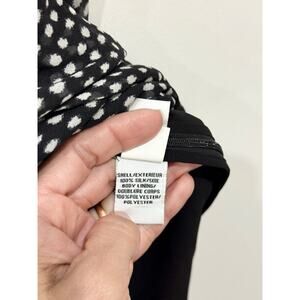 SHELL/EXTERIEUR
100% SILK/SOIE
BODY LINING/
DOUBLURE CORPS
100%POLYESTER/
POLYESTER